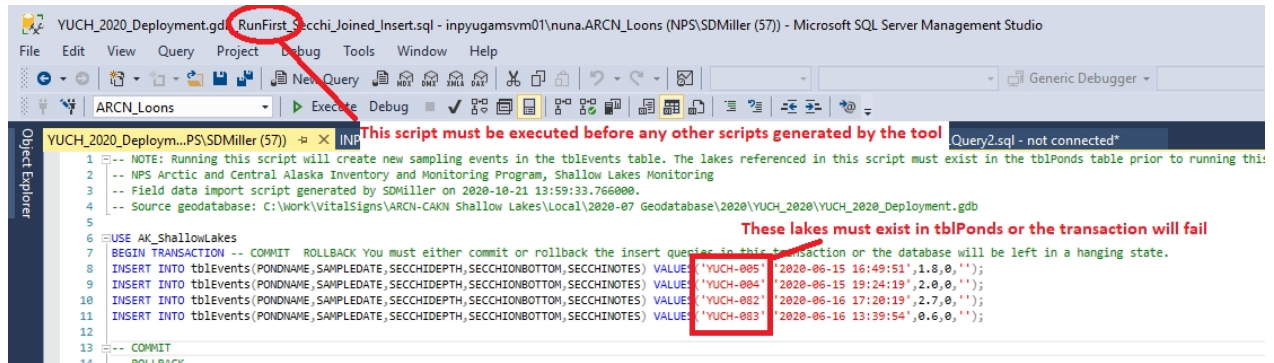 YUCH_2020_Deployment.gdb_RunFirst_Secchi_Joined_Insert.sql - inpyugamsvm01\nuna.ARCN_Loons (NPS\SDMiller (57)) - Microsoft SQL Server Management Studio
File Edit View Query Project Debug Tools Window Help
New Query MDX DMX XMLA DAX Generic Debugger
ARCN_Loons Execute Debug
Object Explorer
YUCH_2020_Deploym...PS\SDMiller (57)) INP This script must be executed before any other scripts generated by the tool Query2.sql - not connected*
1 -- NOTE: Running this script will create new sampling events in the tblEvents table. The lakes referenced in this script must exist in the tblPonds table prior to running this
2 -- NPS Arctic and Central Alaska Inventory and Monitoring Program, Shallow Lakes Monitoring
3 -- Field data import script generated by SDMiller on 2020-10-21 13:59:33.766000.
4 -- Source geodatabase: C:\Work\VitalSigns\ARCN-CAKN Shallow Lakes\Local\2020-07 Geodatabase\2020\YUCH_2020\YUCH_2020_Deployment.gdb
5
These lakes must exist in tblPonds or the transaction will fail
6 USE AK_ShallowLakes
7 BEGIN TRANSACTION -- COMMIT ROLLBACK You must either commit or rollback the insert queries in this transaction or the database will be left in a hanging state.
8 INSERT INTO tblEvents(PONDNAME,SAMPLEDATE,SECCHIDEPTH,SECCHIONBOTTOM,SECCHINOTES) VALUES('YUCH-005' '2020-06-15 16:49:51',1.8,0,'');
9 INSERT INTO tblEvents(PONDNAME,SAMPLEDATE,SECCHIDEPTH,SECCHIONBOTTOM,SECCHINOTES) VALUES('YUCH-004' '2020-06-15 19:24:19',2.0,0,'');
10 INSERT INTO tblEvents(PONDNAME,SAMPLEDATE,SECCHIDEPTH,SECCHIONBOTTOM,SECCHINOTES) VALUES('YUCH-082' '2020-06-16 17:20:19',2.7,0,'');
11 INSERT INTO tblEvents(PONDNAME,SAMPLEDATE,SECCHIDEPTH,SECCHIONBOTTOM,SECCHINOTES) VALUES('YUCH-083' '2020-06-16 13:39:54',0.6,0,'');
12
13 -- COMMIT
14 ROLLBACK